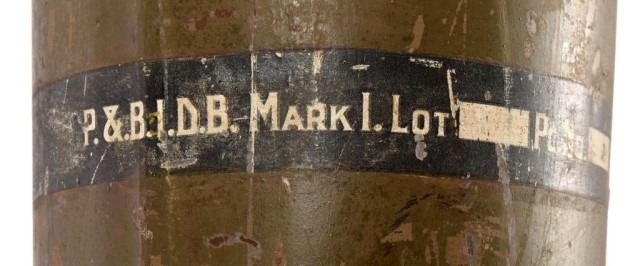 P. & B.I.D.B. MARK I. LOT